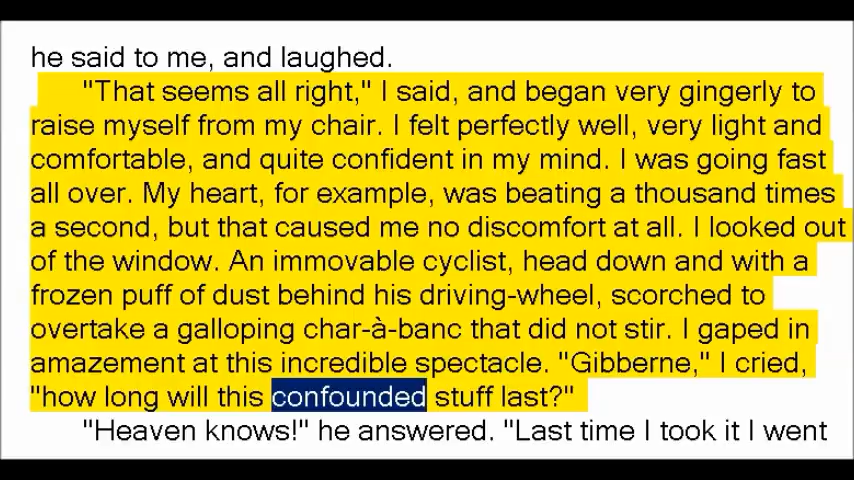 he said to me, and laughed.
"That seems all right," I said, and began very gingerly to
raise myself from my chair. I felt perfectly well, very light and
comfortable, and quite confident in my mind. I was going fast
all over. My heart, for example, was beating a thousand times
a second, but that caused me no discomfort at all. I looked out
of the window. An immovable cyclist, head down and with a
frozen puff of dust behind his driving-wheel, scorched to
overtake a galloping char-à-banc that did not stir. I gaped in
amazement at this incredible spectacle. "Gibberne," I cried,
"how long will this confounded stuff last?"
"Heaven knows!" he answered. "Last time I took it I went